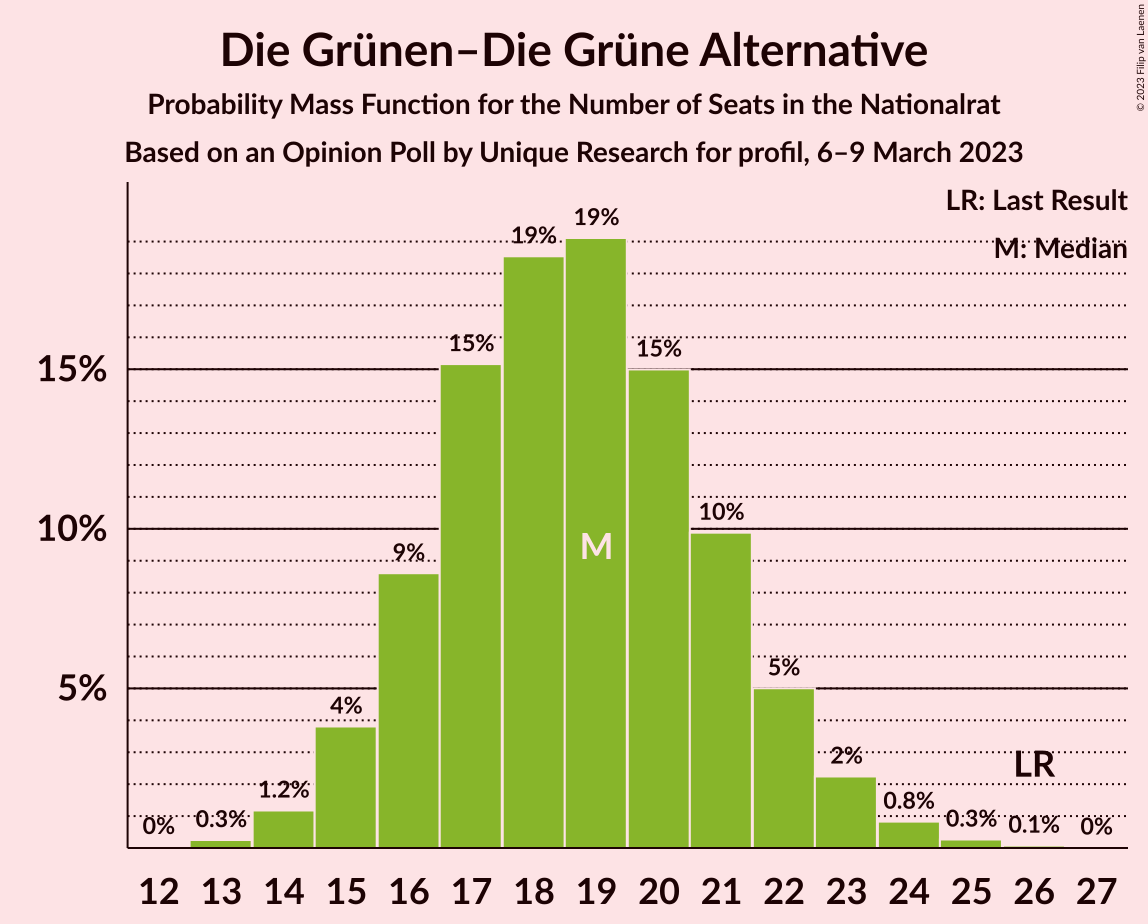 Die Grünen–Die Grüne Alternative
Probability Mass Function for the Number of Seats in the Nationalrat
Based on an Opinion Poll by Unique Research for profil, 6–9 March 2023
© 2023 Filip van Laenen
LR: Last Result
M: Median
15%
10%
5%
0%
0.3%
1.2%
4%
9%
15%
19%
19%
15%
10%
5%
2%
0.8%
0.3%
0.1%
0%
M
LR
12 13 14 15 16 17 18 19 20 21 22 23 24 25 26 27